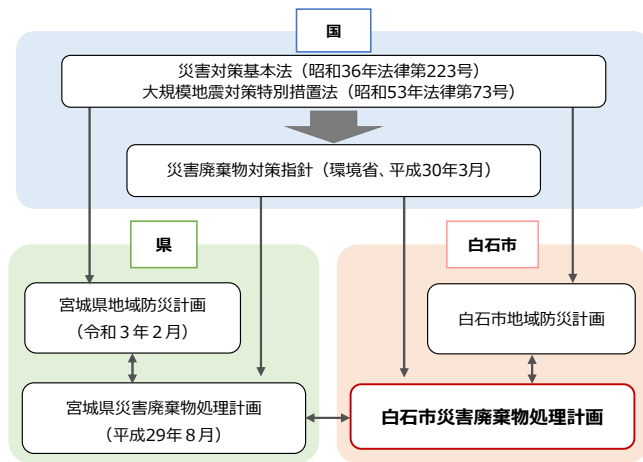 国
災害対策基本法（昭和36年法律第223号）
大規模地震対策特別措置法（昭和53年法律第73号）
災害廃棄物対策指針（環境省、平成30年3月）
県
白石市
宮城県地域防災計画
（令和３年２月）
白石市地域防災計画
宮城県災害廃棄物処理計画
（平成29年８月）
白石市災害廃棄物処理計画